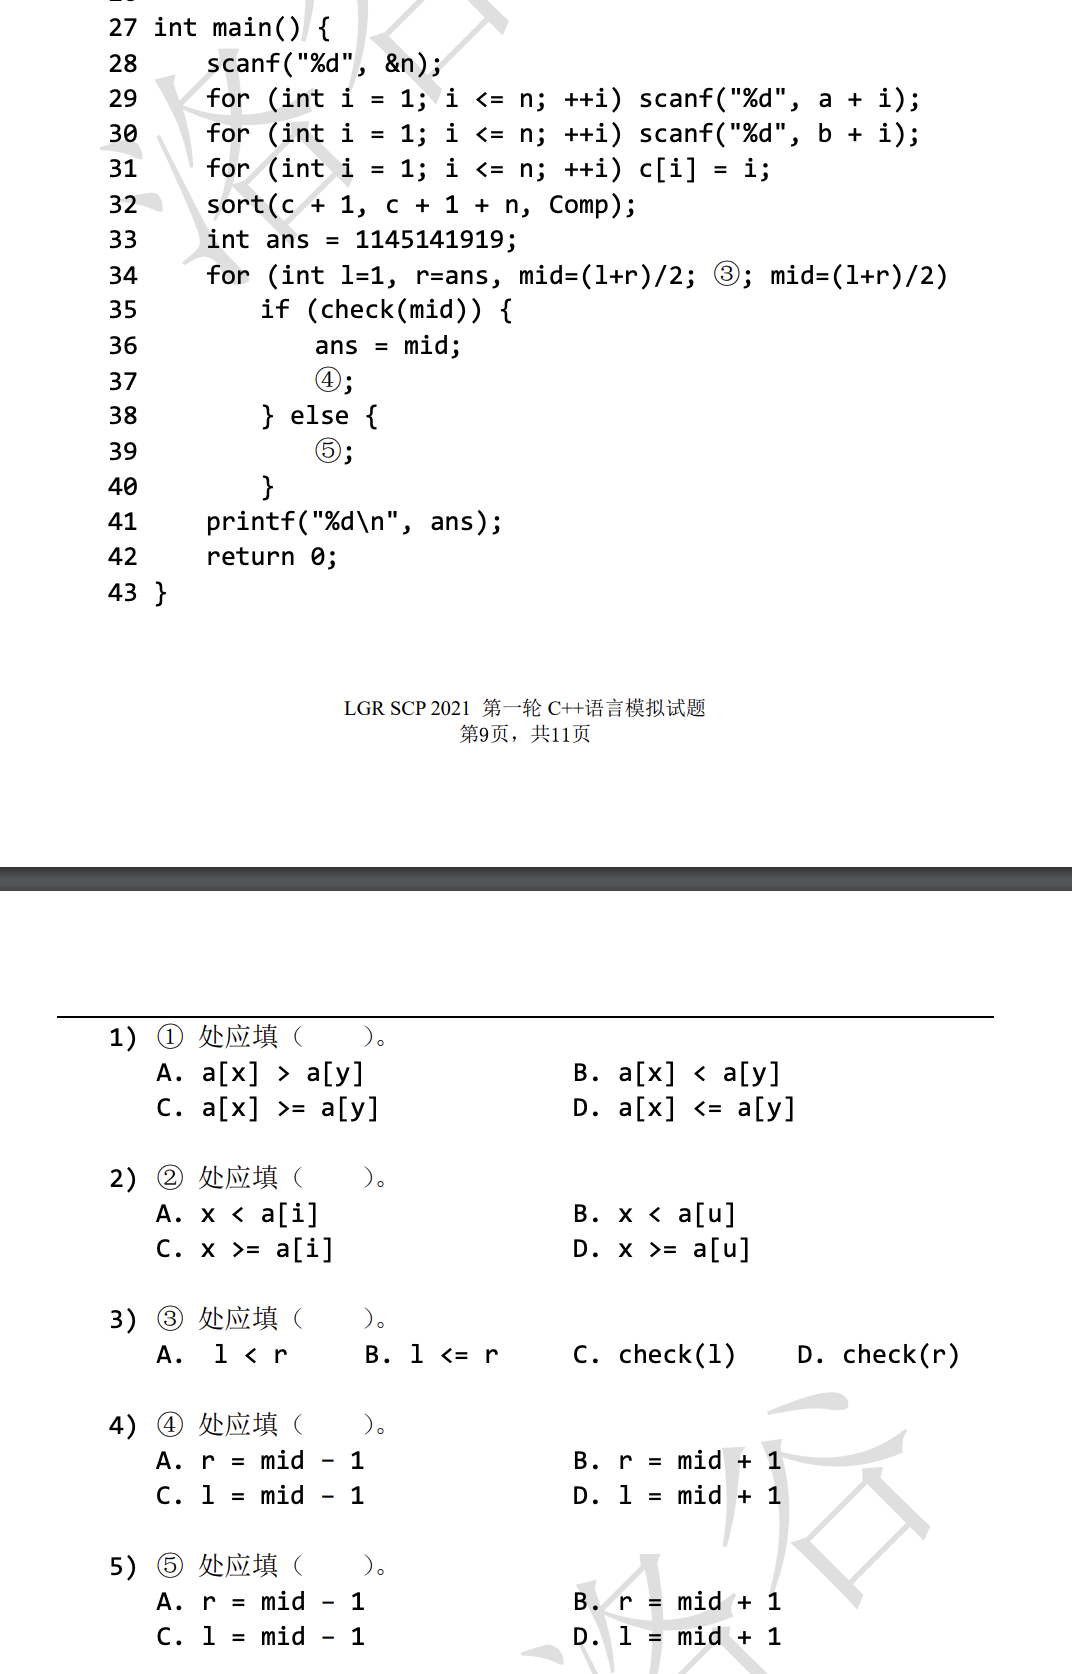 27 int main() {
28 scanf("%d", &n);
29 for (int i = 1; i <= n; ++i) scanf("%d", a + i);
30 for (int i = 1; i <= n; ++i) scanf("%d", b + i);
31 for (int i = 1; i <= n; ++i) c[i] = i;
32 sort(c + 1, c + 1 + n, Comp);
33 int ans = 1145141919;
34 for (int l=1, r=ans, mid=(l+r)/2; ③; mid=(l+r)/2)
35 if (check(mid)) {
36 ans = mid;
37 ④;
38 } else {
39 ⑤;
40 }
41 printf("%d\n", ans);
42 return 0;
43 }
LGR SCP 2021 第一轮 C++语言模拟试题
第9页，共11页
1) ① 处应填（ ）。
A. a[x] > a[y] B. a[x] < a[y]
C. a[x] >= a[y] D. a[x] <= a[y]
2) ② 处应填（ ）。
A. x < a[i] B. x < a[u]
C. x >= a[i] D. x >= a[u]
3) ③ 处应填（ ）。
A. l < r B. l <= r C. check(l) D. check(r)
4) ④ 处应填（ ）。
A. r = mid - 1 B. r = mid + 1
C. l = mid - 1 D. l = mid + 1
5) ⑤ 处应填（ ）。
A. r = mid - 1 B. r = mid + 1
C. l = mid - 1 D. l = mid + 1
洛谷
洛谷